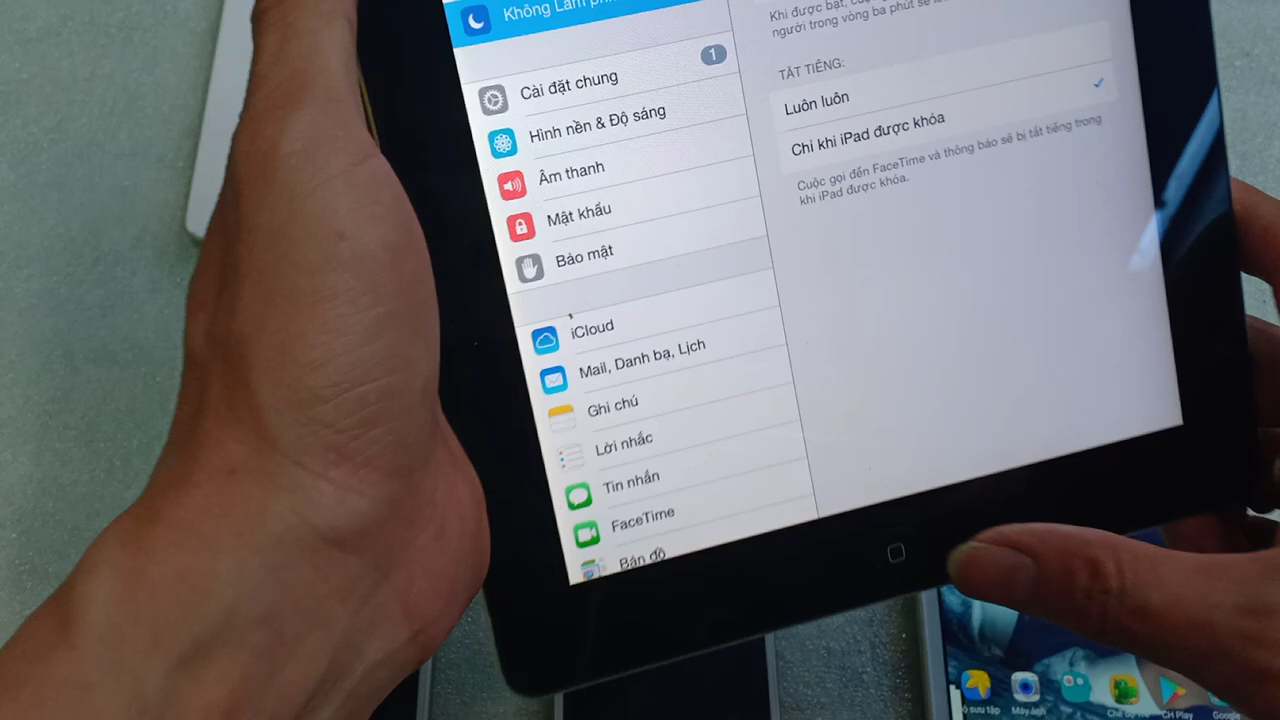 Không Làm
Cài đặt chung
1
Hình nền & Độ sáng
Âm thanh
Mật khẩu
Bảo mật
iCloud
Mail, Danh bạ, Lịch
Ghi chú
Lời nhắc
Tin nhắn
FaceTime
Bản đồ
Khi được bật,
người trong vòng ba phút sẽ
TẮT TIẾNG:
Luôn luôn
Chỉ khi iPad được khóa
Cuộc gọi đến FaceTime và thông báo sẽ bị tắt tiếng trong
khi iPad được khóa.
sưu tập
Máy ảnh
CH Play